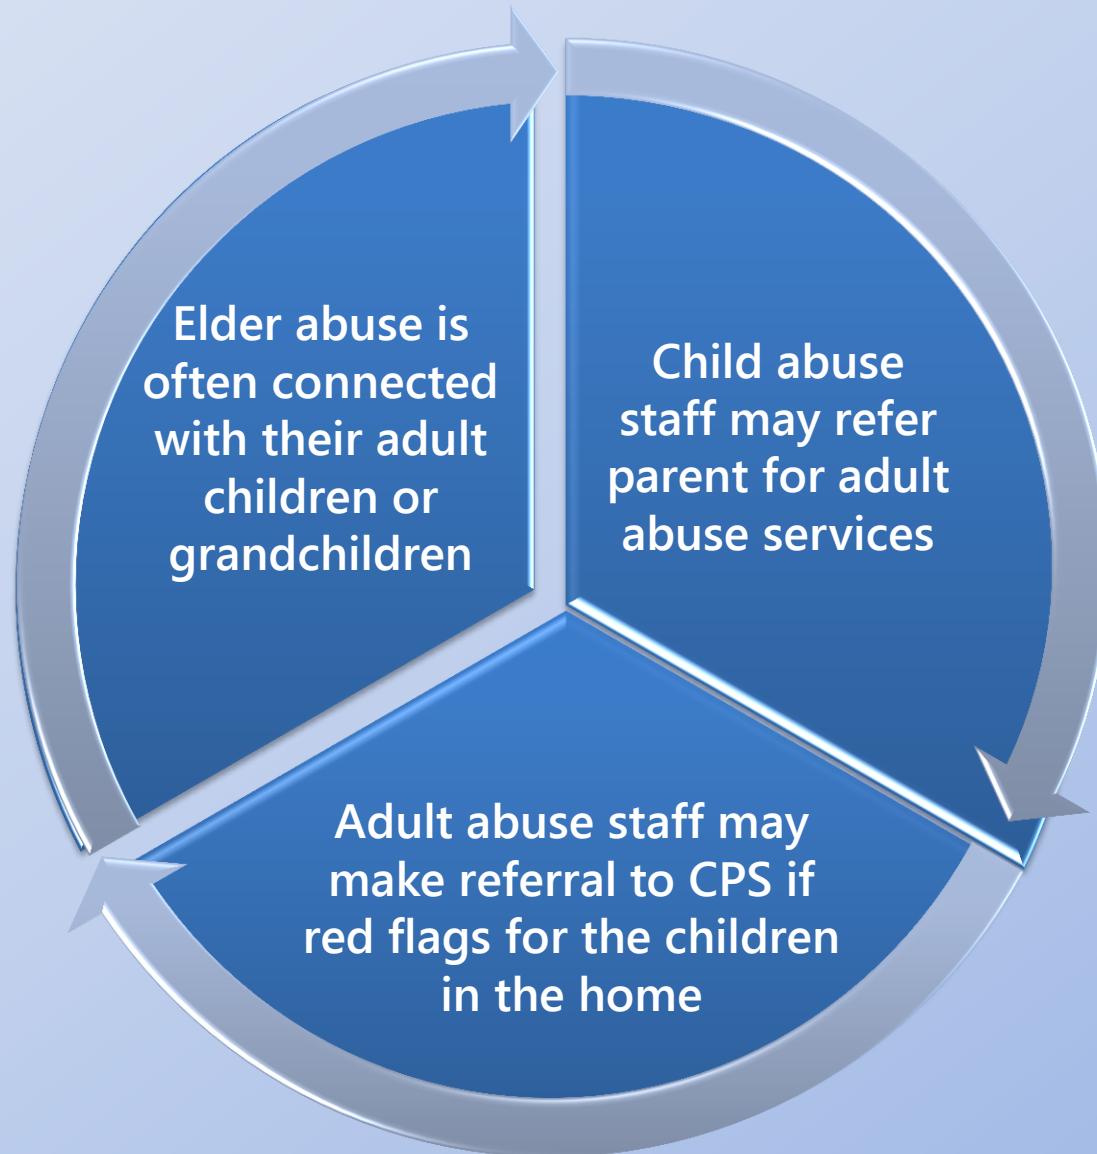 Elder abuse is
often connected
with their adult
children or
grandchildren
Child abuse
staff may refer
parent for adult
abuse services
Adult abuse staff may
make referral to CPS if
red flags for the children
in the home